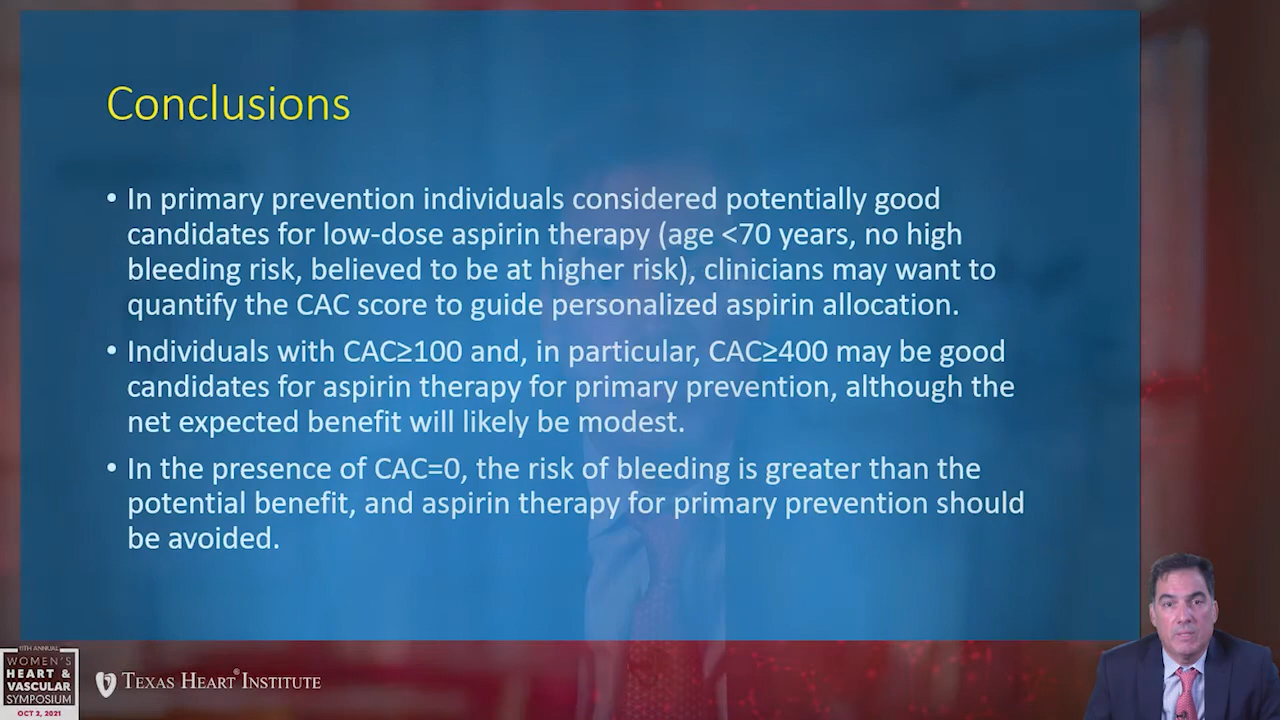 Conclusions
• In primary prevention individuals considered potentially good
candidates for low-dose aspirin therapy (age <70 years, no high
bleeding risk, believed to be at higher risk), clinicians may want to
quantify the CAC score to guide personalized aspirin allocation.
• Individuals with CAC≥100 and, in particular, CAC≥400 may be good
candidates for aspirin therapy for primary prevention, although the
net expected benefit will likely be modest.
• In the presence of CAC=0, the risk of bleeding is greater than the
potential benefit, and aspirin therapy for primary prevention should
be avoided.
11TH ANNUAL
WOMEN'S
HEART &
VASCULAR
SYMPOSIUM
OCT 2, 2021
TEXAS HEART® INSTITUTE